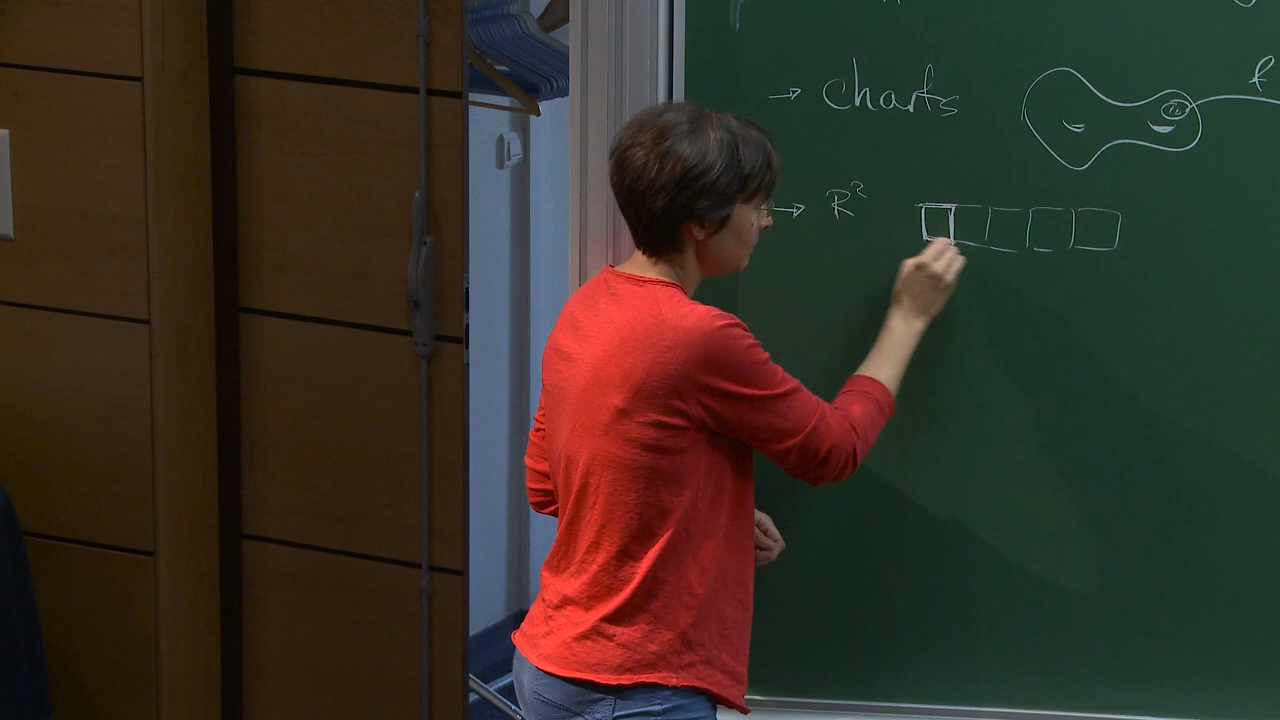 → charts f
→ R²